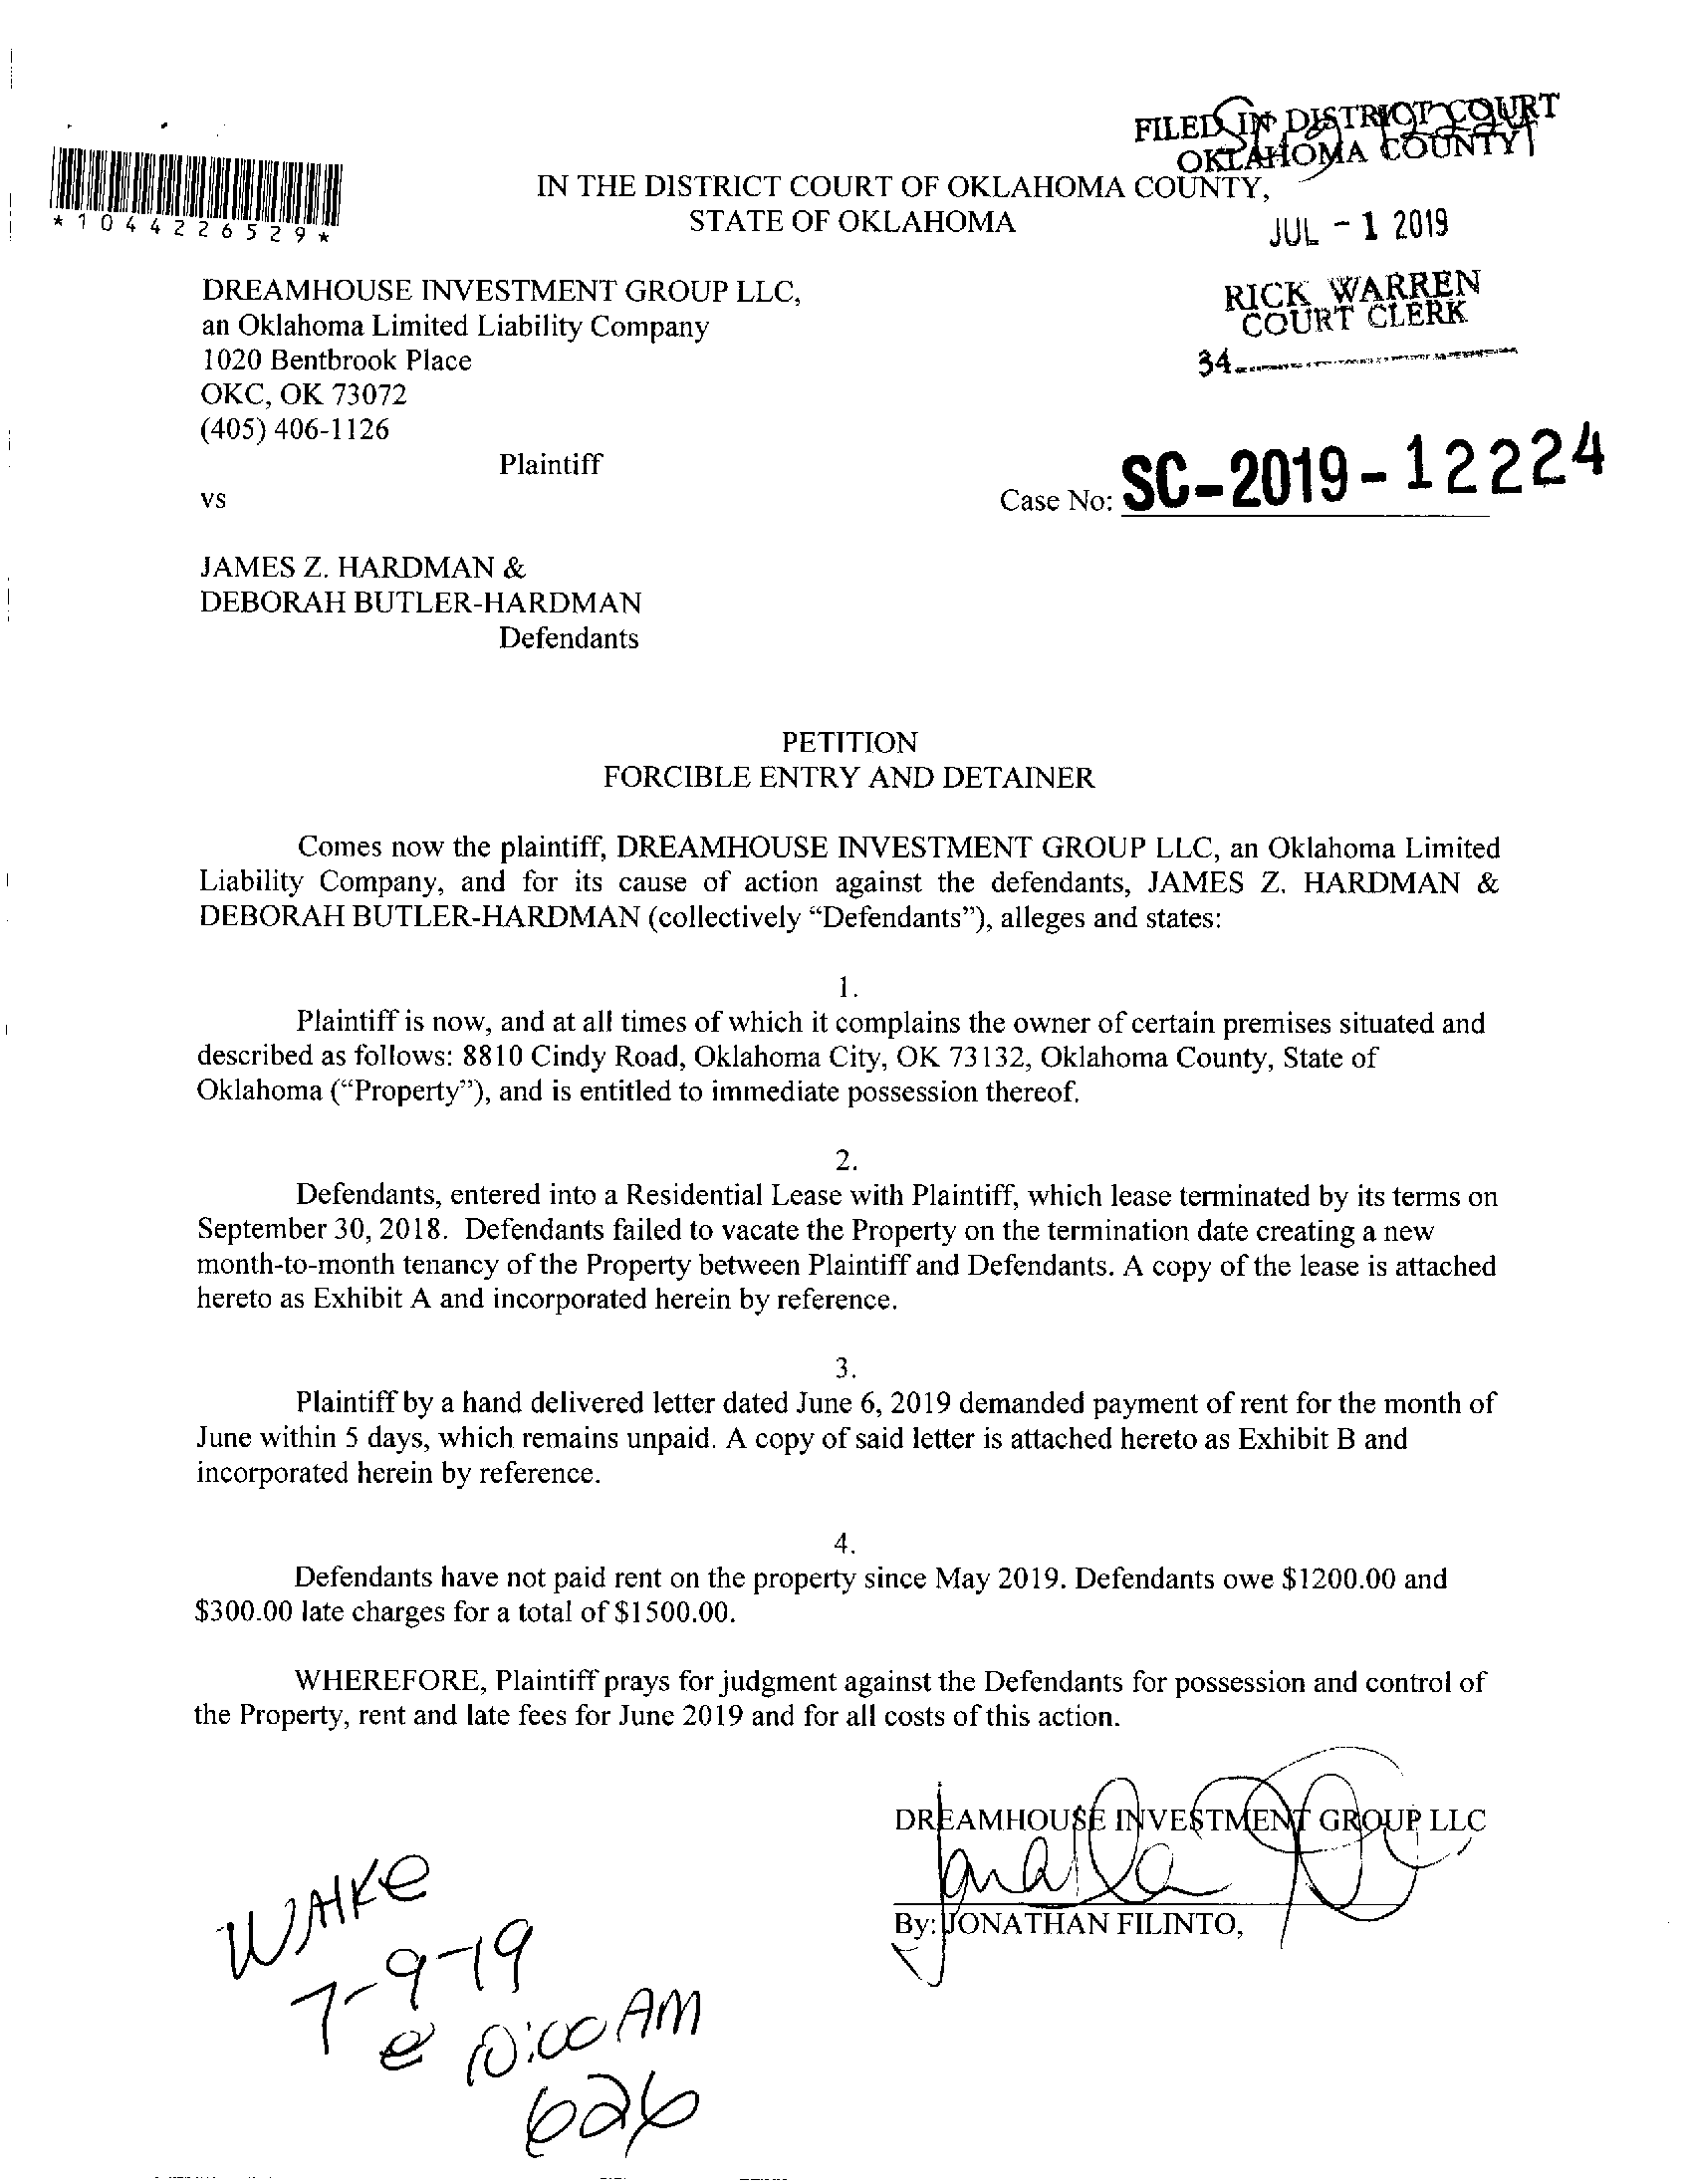 FILED IN DISTRICT COURT
OKLAHOMA COUNTY
*1044226529*
IN THE DISTRICT COURT OF OKLAHOMA COUNTY,
STATE OF OKLAHOMA
JUL - 1 2019
DREAMHOUSE INVESTMENT GROUP LLC,
an Oklahoma Limited Liability Company
1020 Bentbrook Place
OKC, OK 73072
(405) 406-1126
RICK WARREN
COURT CLERK
34
Plaintiff
vs
Case No: SC-2019-12224
JAMES Z. HARDMAN &
DEBORAH BUTLER-HARDMAN
Defendants
PETITION
FORCIBLE ENTRY AND DETAINER
Comes now the plaintiff, DREAMHOUSE INVESTMENT GROUP LLC, an Oklahoma Limited
Liability Company, and for its cause of action against the defendants, JAMES Z. HARDMAN &
DEBORAH BUTLER-HARDMAN (collectively “Defendants”), alleges and states:
1.
Plaintiff is now, and at all times of which it complains the owner of certain premises situated and
described as follows: 8810 Cindy Road, Oklahoma City, OK 73132, Oklahoma County, State of
Oklahoma (“Property”), and is entitled to immediate possession thereof.
2.
Defendants, entered into a Residential Lease with Plaintiff, which lease terminated by its terms on
September 30, 2018. Defendants failed to vacate the Property on the termination date creating a new
month-to-month tenancy of the Property between Plaintiff and Defendants. A copy of the lease is attached
hereto as Exhibit A and incorporated herein by reference.
3.
Plaintiff by a hand delivered letter dated June 6, 2019 demanded payment of rent for the month of
June within 5 days, which remains unpaid. A copy of said letter is attached hereto as Exhibit B and
incorporated herein by reference.
4.
Defendants have not paid rent on the property since May 2019. Defendants owe $1200.00 and
$300.00 late charges for a total of $1500.00.
WHEREFORE, Plaintiff prays for judgment against the Defendants for possession and control of
the Property, rent and late fees for June 2019 and for all costs of this action.
DREAMHOUSE INVESTMENT GROUP LLC
By: JONATHAN FILINTO,
7-9-19
@ 10:00 AM
626